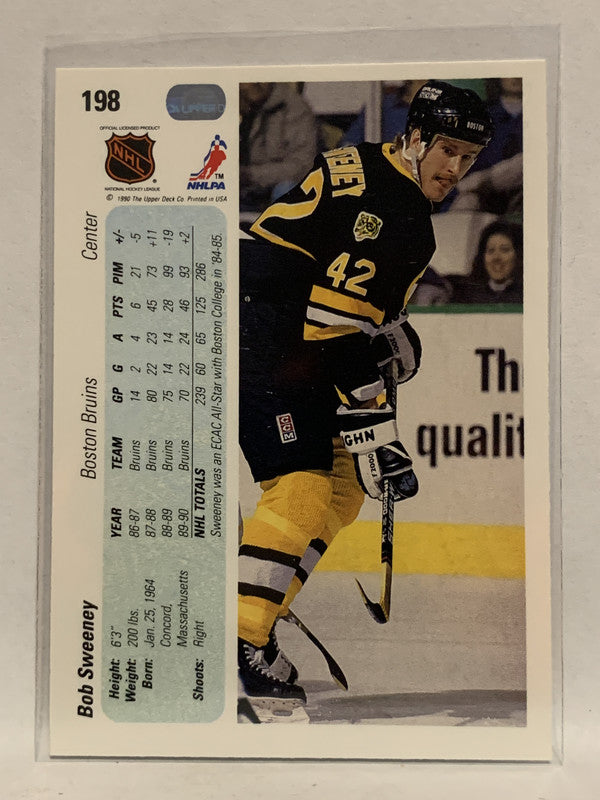 198
UPPER D
OFFICIAL LICENSED PRODUCT
NHL
NATIONAL HOCKEY LEAGUE
NHLPA
TM
© 1990 The Upper Deck Co. Printed in USA
Bob Sweeney Boston Bruins Center
Height: 6'3"
Weight: 200 lbs.
Born: Jan. 25, 1964
Concord,
Massachusetts
Shoots: Right
YEAR TEAM GP G A PTS PIM +/-
86-87 Bruins 14 2 4 6 21 -5
87-88 Bruins 80 22 23 45 73 +11
88-89 Bruins 75 14 14 28 99 -19
89-90 Bruins 70 22 24 46 93 +2
NHL TOTALS 239 60 65 125 286
Sweeney was an ECAC All-Star with Boston College in '84-85.
BOSTON
EENEY
42
CCM
GHN
Th
qualit